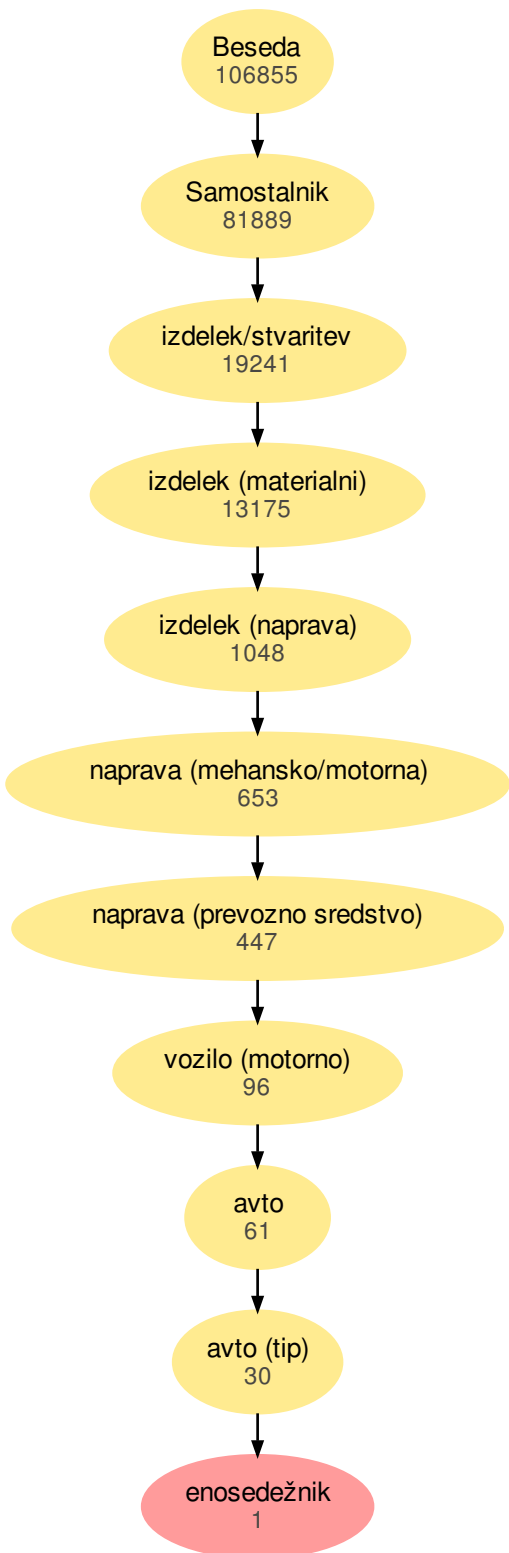 Beseda
106855
Samostalnik
81889
izdelek/stvaritev
19241
izdelek (materialni)
13175
izdelek (naprava)
1048
naprava (mehansko/motorna)
653
naprava (prevozno sredstvo)
447
vozilo (motorno)
96
avto
61
avto (tip)
30
enosedežnik
1